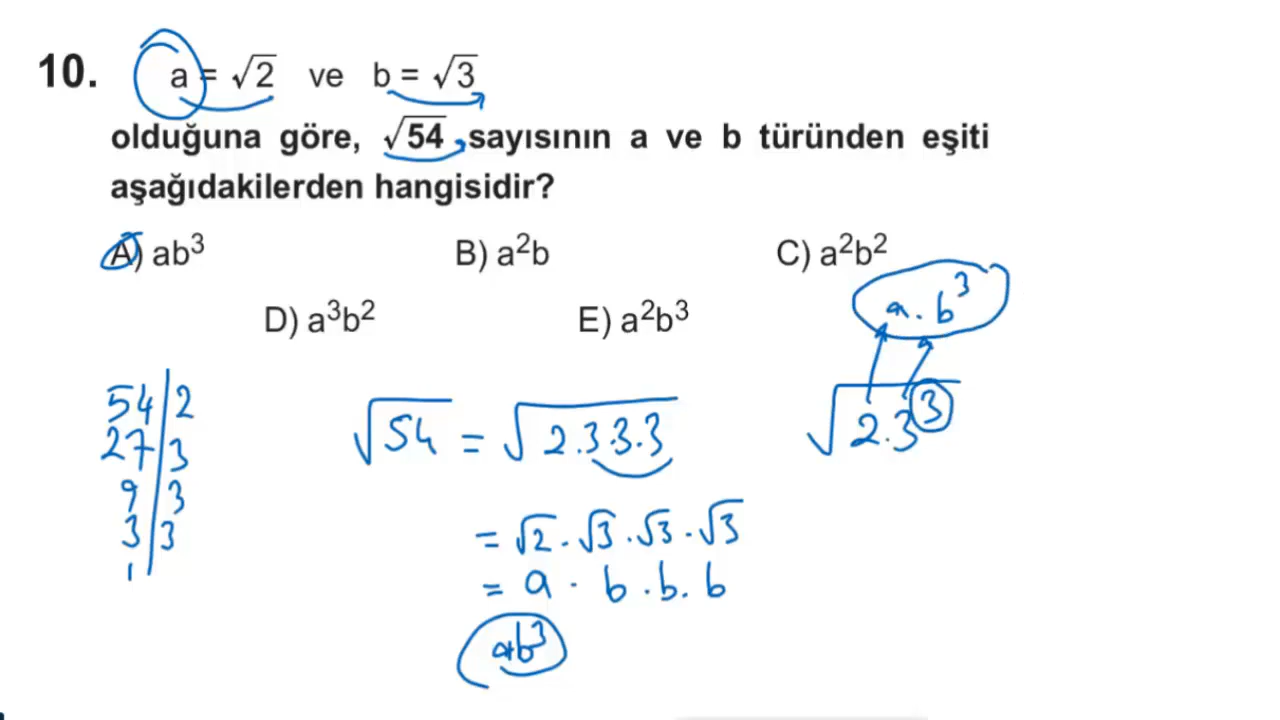 10. a = √2 ve b = √3
olduğuna göre, √54 sayısının a ve b türünden eşiti
aşağıdakilerden hangisidir?
A) ab³ B) a²b C) a²b²
D) a³b² E) a²b³
a.b³
54 | 2
27 | 3
9 | 3
3 | 3
1
√54 = √2.3.3.3
= √2 . √3 . √3 . √3
= a . b . b . b
ab³
√2.3³